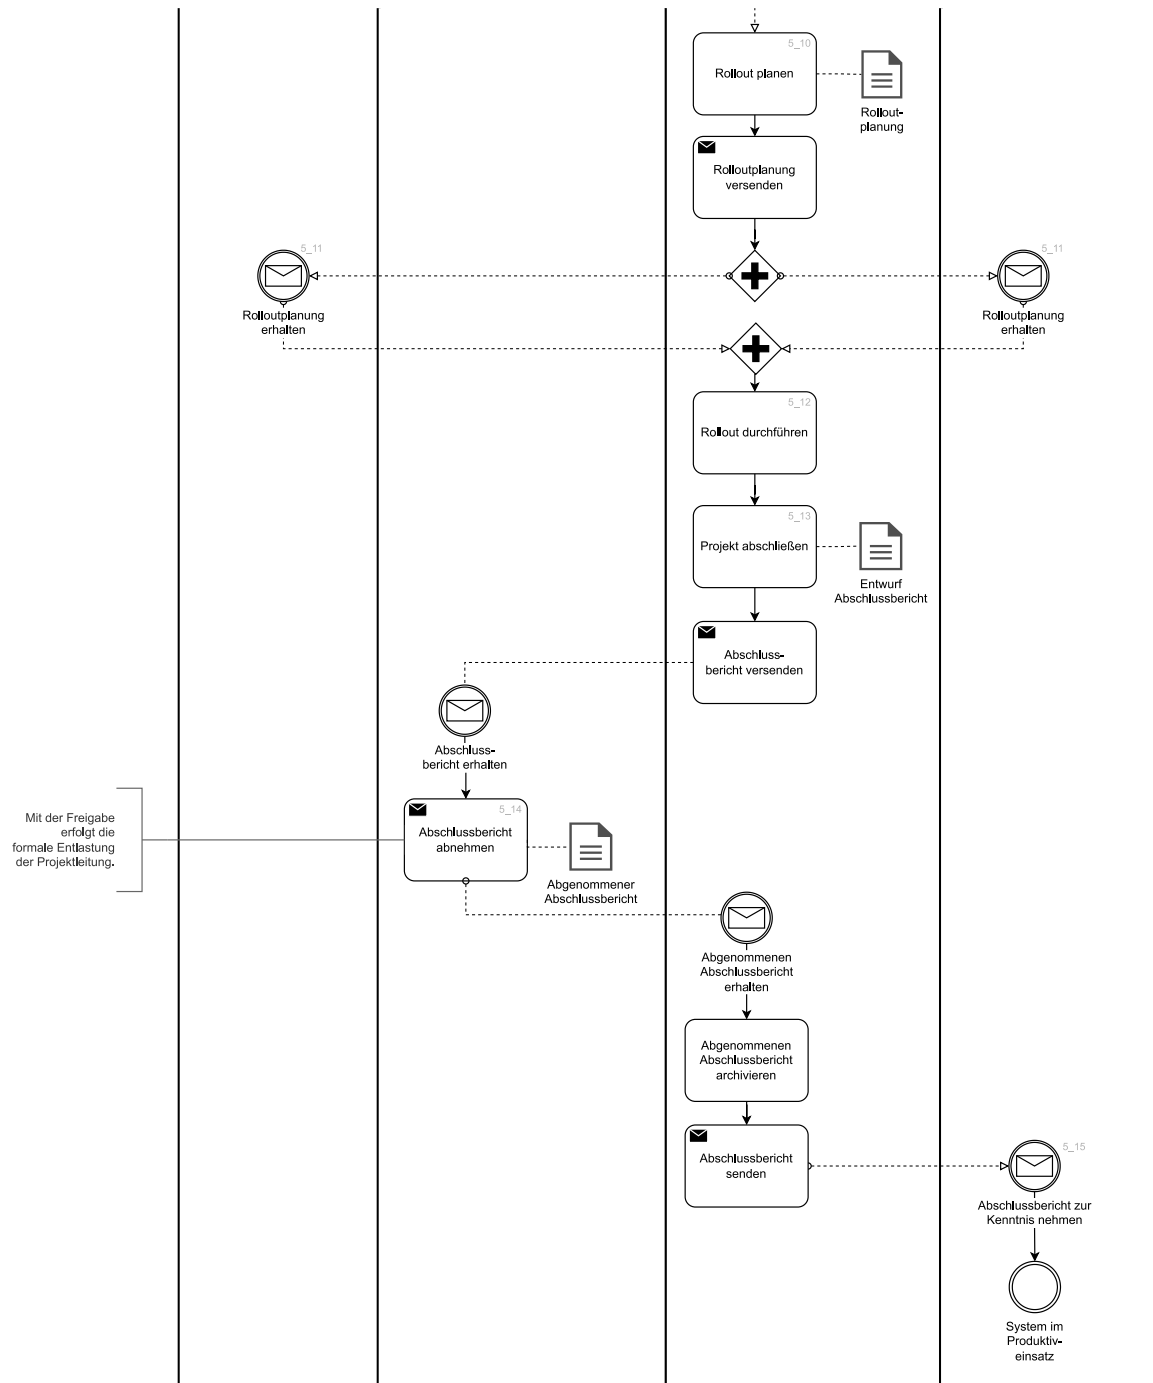 5_10
Rollout planen
Rollout-
planung
Rolloutplanung
versenden
5_11
5_11
Rolloutplanung
erhalten
Rolloutplanung
erhalten
5_12
Rollout durchführen
5_13
Projekt abschließen
Entwurf
Abschlussbericht
Abschluss-
bericht versenden
Abschluss-
bericht erhalten
5_14
Abschlussbericht
abnehmen
Mit der Freigabe
erfolgt die
formale Entlastung
der Projektleitung.
Abgenommener
Abschlussbericht
Abgenommenen
Abschlussbericht
erhalten
Abgenommenen
Abschlussbericht
archivieren
Abschlussbericht
senden
5_15
Abschlussbericht zur
Kenntnis nehmen
System im
Produktiv-
einsatz